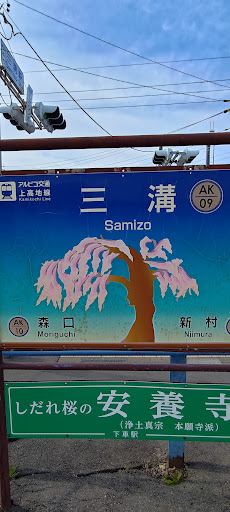 アルピコ交通
上高地線
Kamikochi Line
三溝
AK
09
Samizo
AK
10
森口
Moriguchi
新村
Niimura
しだれ桜の安養寺
(浄土真宗 本願寺派)
下車駅